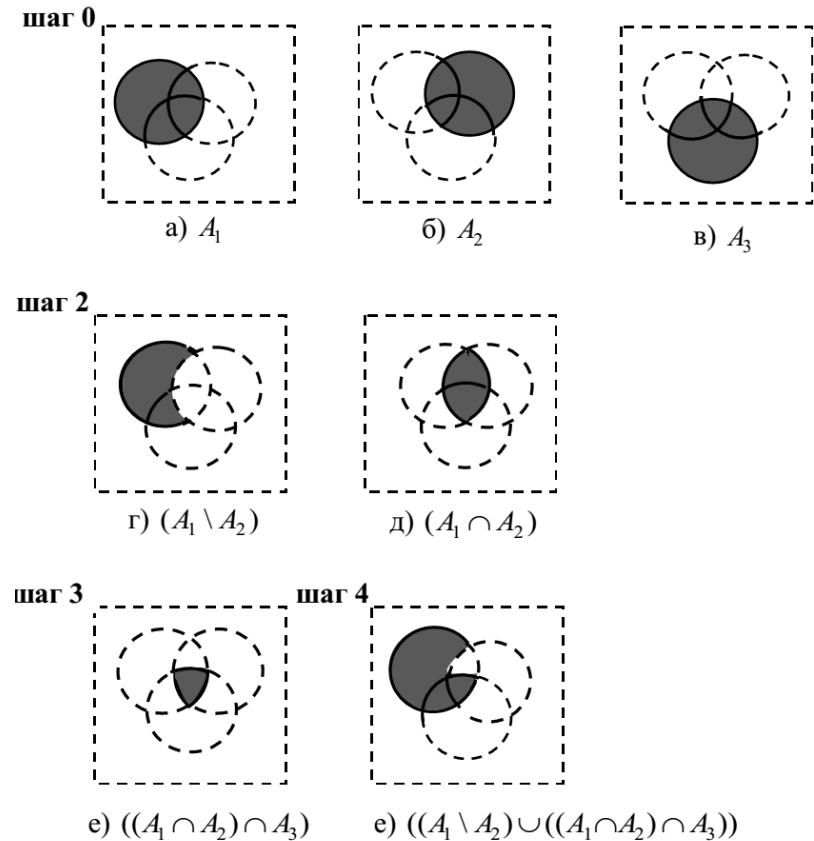 шаг 0
а) A₁ б) A₂ в) A₃
шаг 2
г) (A₁ \ A₂) д) (A₁ ∩ A₂)
шаг 3 шаг 4
е) ((A₁ ∩ A₂) ∩ A₃) е) ((A₁ \ A₂) ∪ ((A₁ ∩ A₂) ∩ A₃))